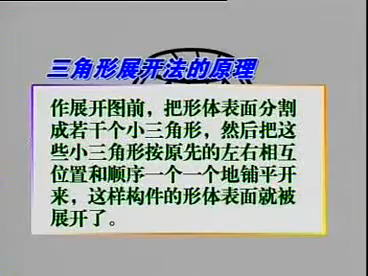 三角形展开法的原理
作展开图前，把形体表面分割
成若干个小三角形，然后把这
些小三角形按原先的左右相互
位置和顺序一个一个地铺平开
来，这样构件的形体表面就被
展开了。